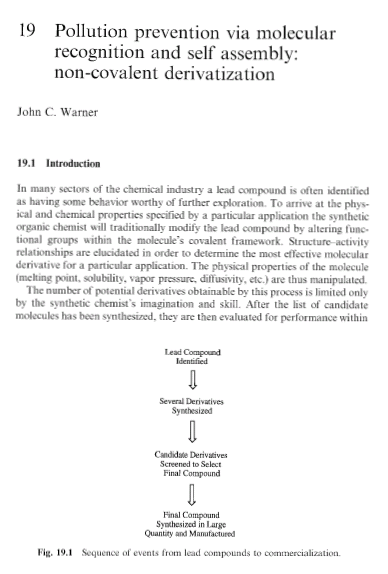 19 Pollution prevention via molecular
recognition and self assembly:
non-covalent derivatization
John C. Warner
19.1 Introduction
In many sectors of the chemical industry a lead compound is often identified
as having some behavior worthy of further exploration. To arrive at the phys-
ical and chemical properties specified by a particular application the synthetic
organic chemist will traditionally modify the lead compound by altering func-
tional groups within the molecule's covalent framework. Structure-activity
relationships are elucidated in order to determine the most effective molecular
derivative for a particular application. The physical properties of the molecule
(melting point, solubility, vapor pressure, diffusivity, etc.) are thus manipulated.
The number of potential derivatives obtainable by this process is limited only
by the synthetic chemist's imagination and skill. After the list of candidate
molecules has been synthesized, they are then evaluated for performance within
Lead Compound
Identified
Several Derivatives
Synthesized
Candidate Derivatives
Screened to Select
Final Compound
Final Compound
Synthesized in Large
Quantity and Manufactured
Fig. 19.1 Sequence of events from lead compounds to commercialization.